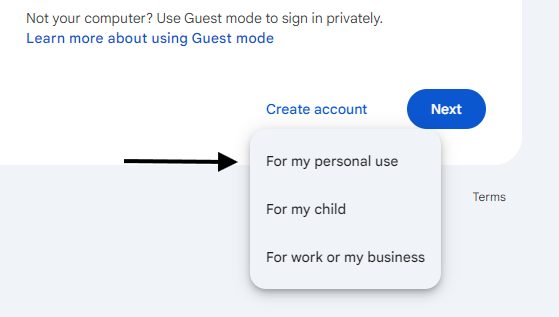 Not your computer? Use Guest mode to sign in privately.
Learn more about using Guest mode
Create account
Next
For my personal use
For my child
For work or my business
Terms